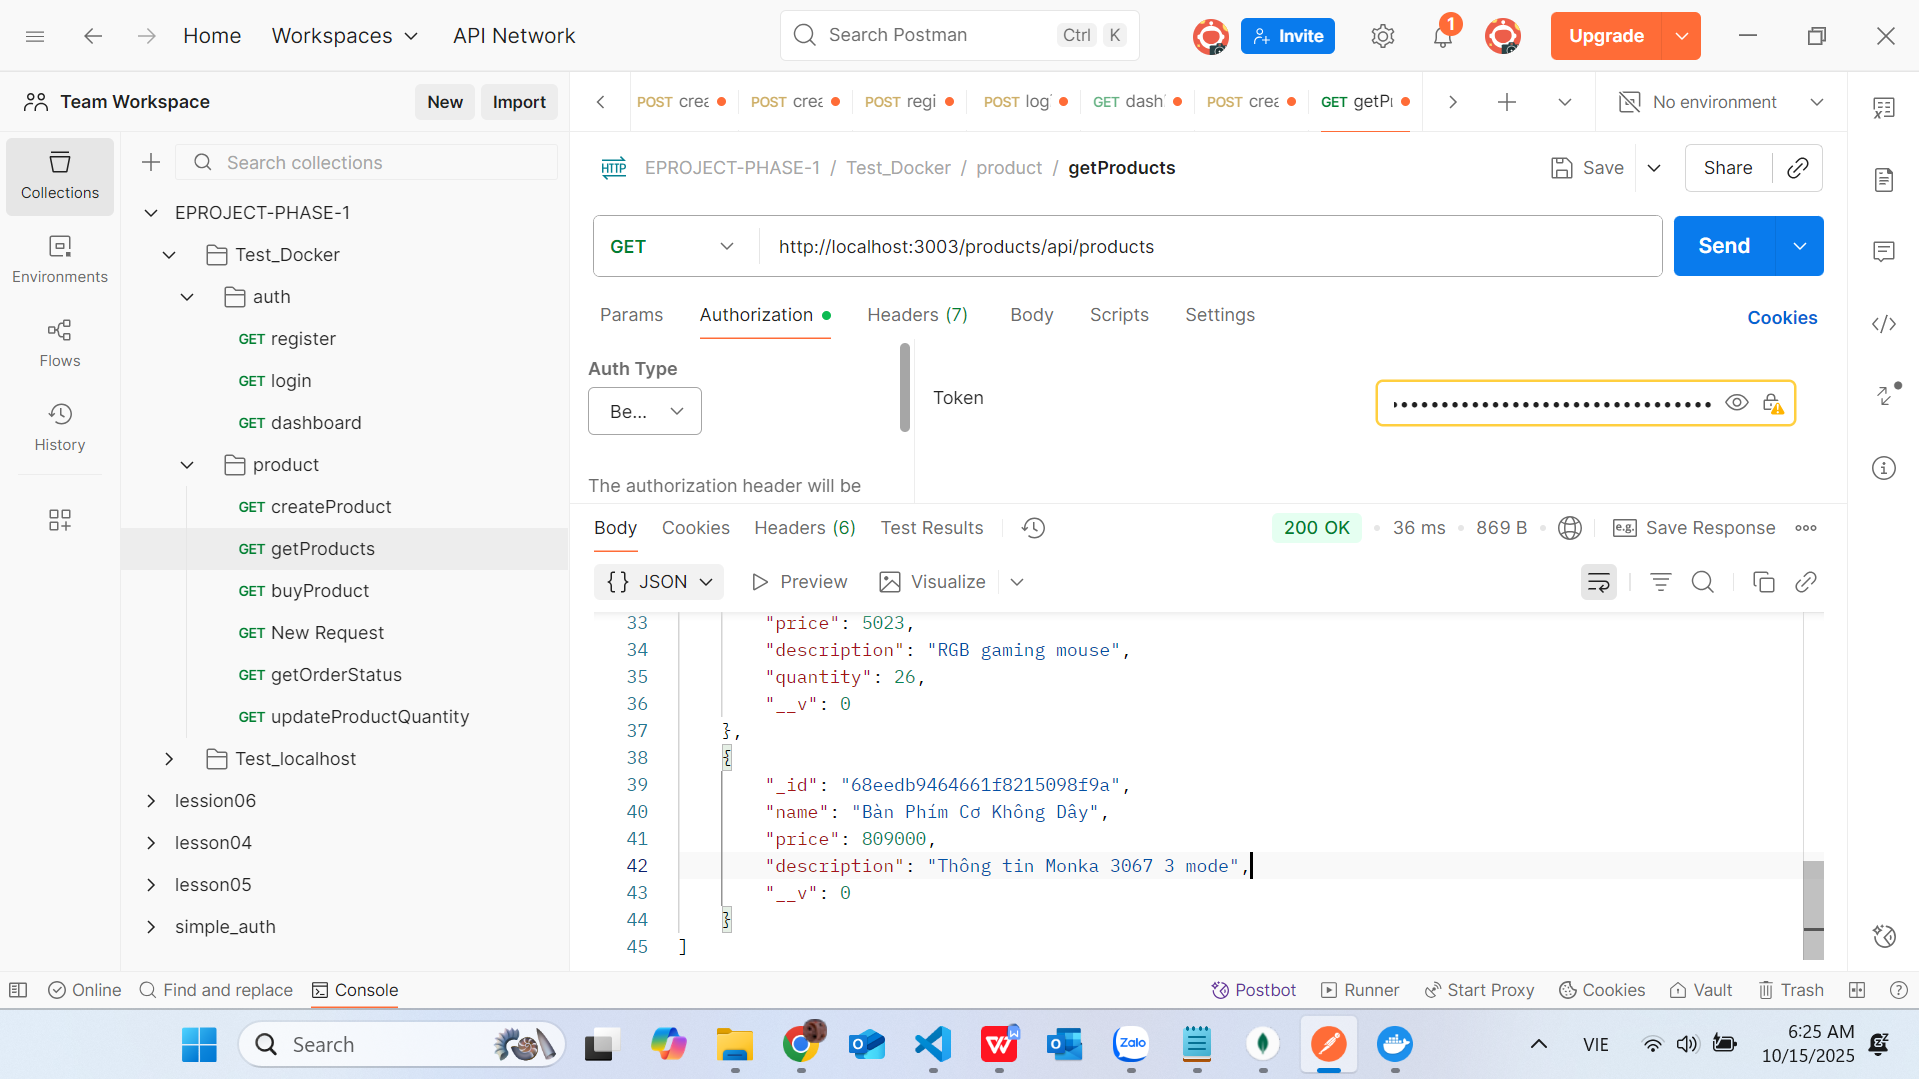 Home
Workspaces
API Network
Search Postman
Ctrl
K
Invite
1
Upgrade
Team Workspace
New
Import
POST crea
POST crea
POST regi
POST log
GET dash
POST crea
GET getPr
No environment
Collections
Environments
Flows
History
Search collections
EPROJECT-PHASE-1
Test_Docker
auth
GET register
GET login
GET dashboard
product
GET createProduct
GET getProducts
GET buyProduct
GET New Request
GET getOrderStatus
GET updateProductQuantity
Test_localhost
lession06
lesson04
lesson05
simple_auth
HTTP
EPROJECT-PHASE-1 / Test_Docker / product / getProducts
Save
Share
GET
http://localhost:3003/products/api/products
Send
Params
Authorization
Headers (7)
Body
Scripts
Settings
Cookies
Auth Type
Be...
The authorization header will be
Token
Body
Cookies
Headers (6)
Test Results
200 OK
36 ms
869 B
e.g.
Save Response
{} JSON
Preview
Visualize
33 "price": 5023,
34 "description": "RGB gaming mouse",
35 "quantity": 26,
36 "__v": 0
37 },
38 {
39 "_id": "68eedb9464661f8215098f9a",
40 "name": "Bàn Phím Cơ Không Dây",
41 "price": 809000,
42 "description": "Thông tin Monka 3067 3 mode",
43 "__v": 0
44 }
45 ]
Online
Find and replace
Console
Postbot
Runner
Start Proxy
Cookies
Vault
Trash
Search
Zalo
VIE
6:25 AM
10/15/2025